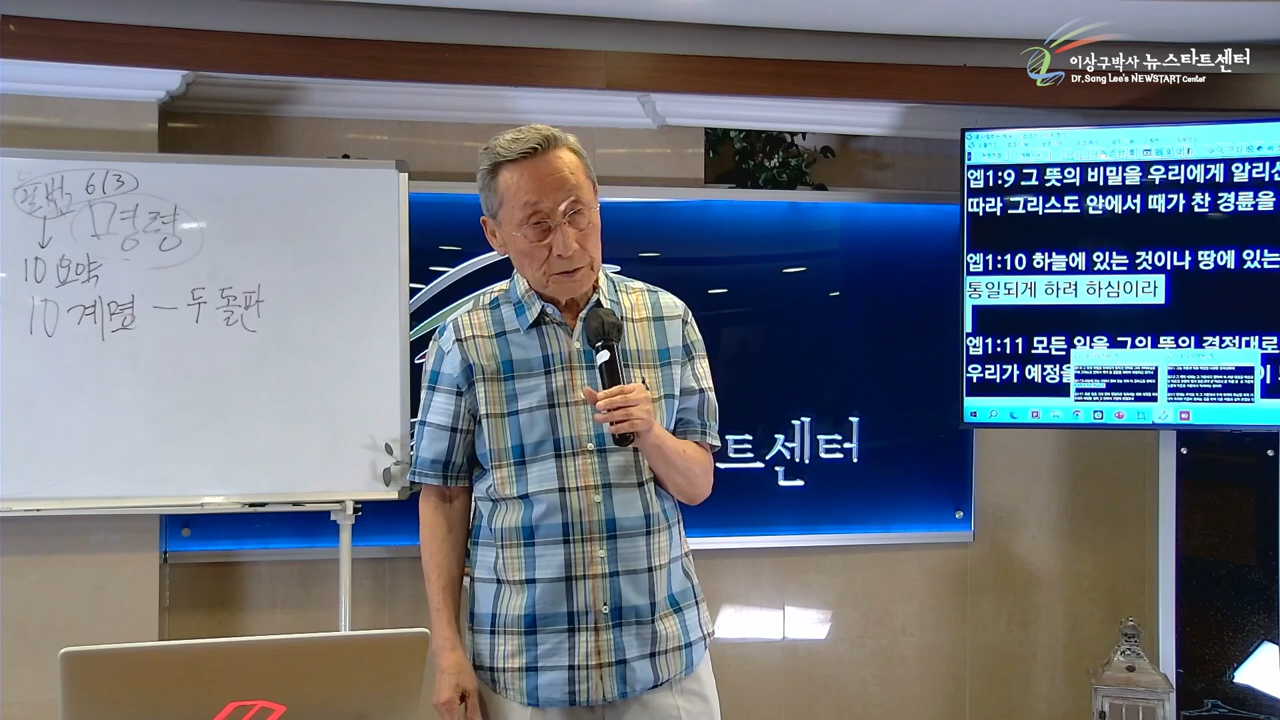 이상구박사 뉴스타트센터
Dr. Sang Lee's NEWSTART Center
율법 613
명령
10 요약
10 계명 - 두 돌판
트센터
엡1:9 그 뜻의 비밀을 우리에게 알리신
따라 그리스도 안에서 때가 찬 경륜을
엡1:10 하늘에 있는 것이나 땅에 있는
통일되게 하려 하심이라
엡1:11 모든 일을 그의 뜻의 결정대로
우리가 예정을